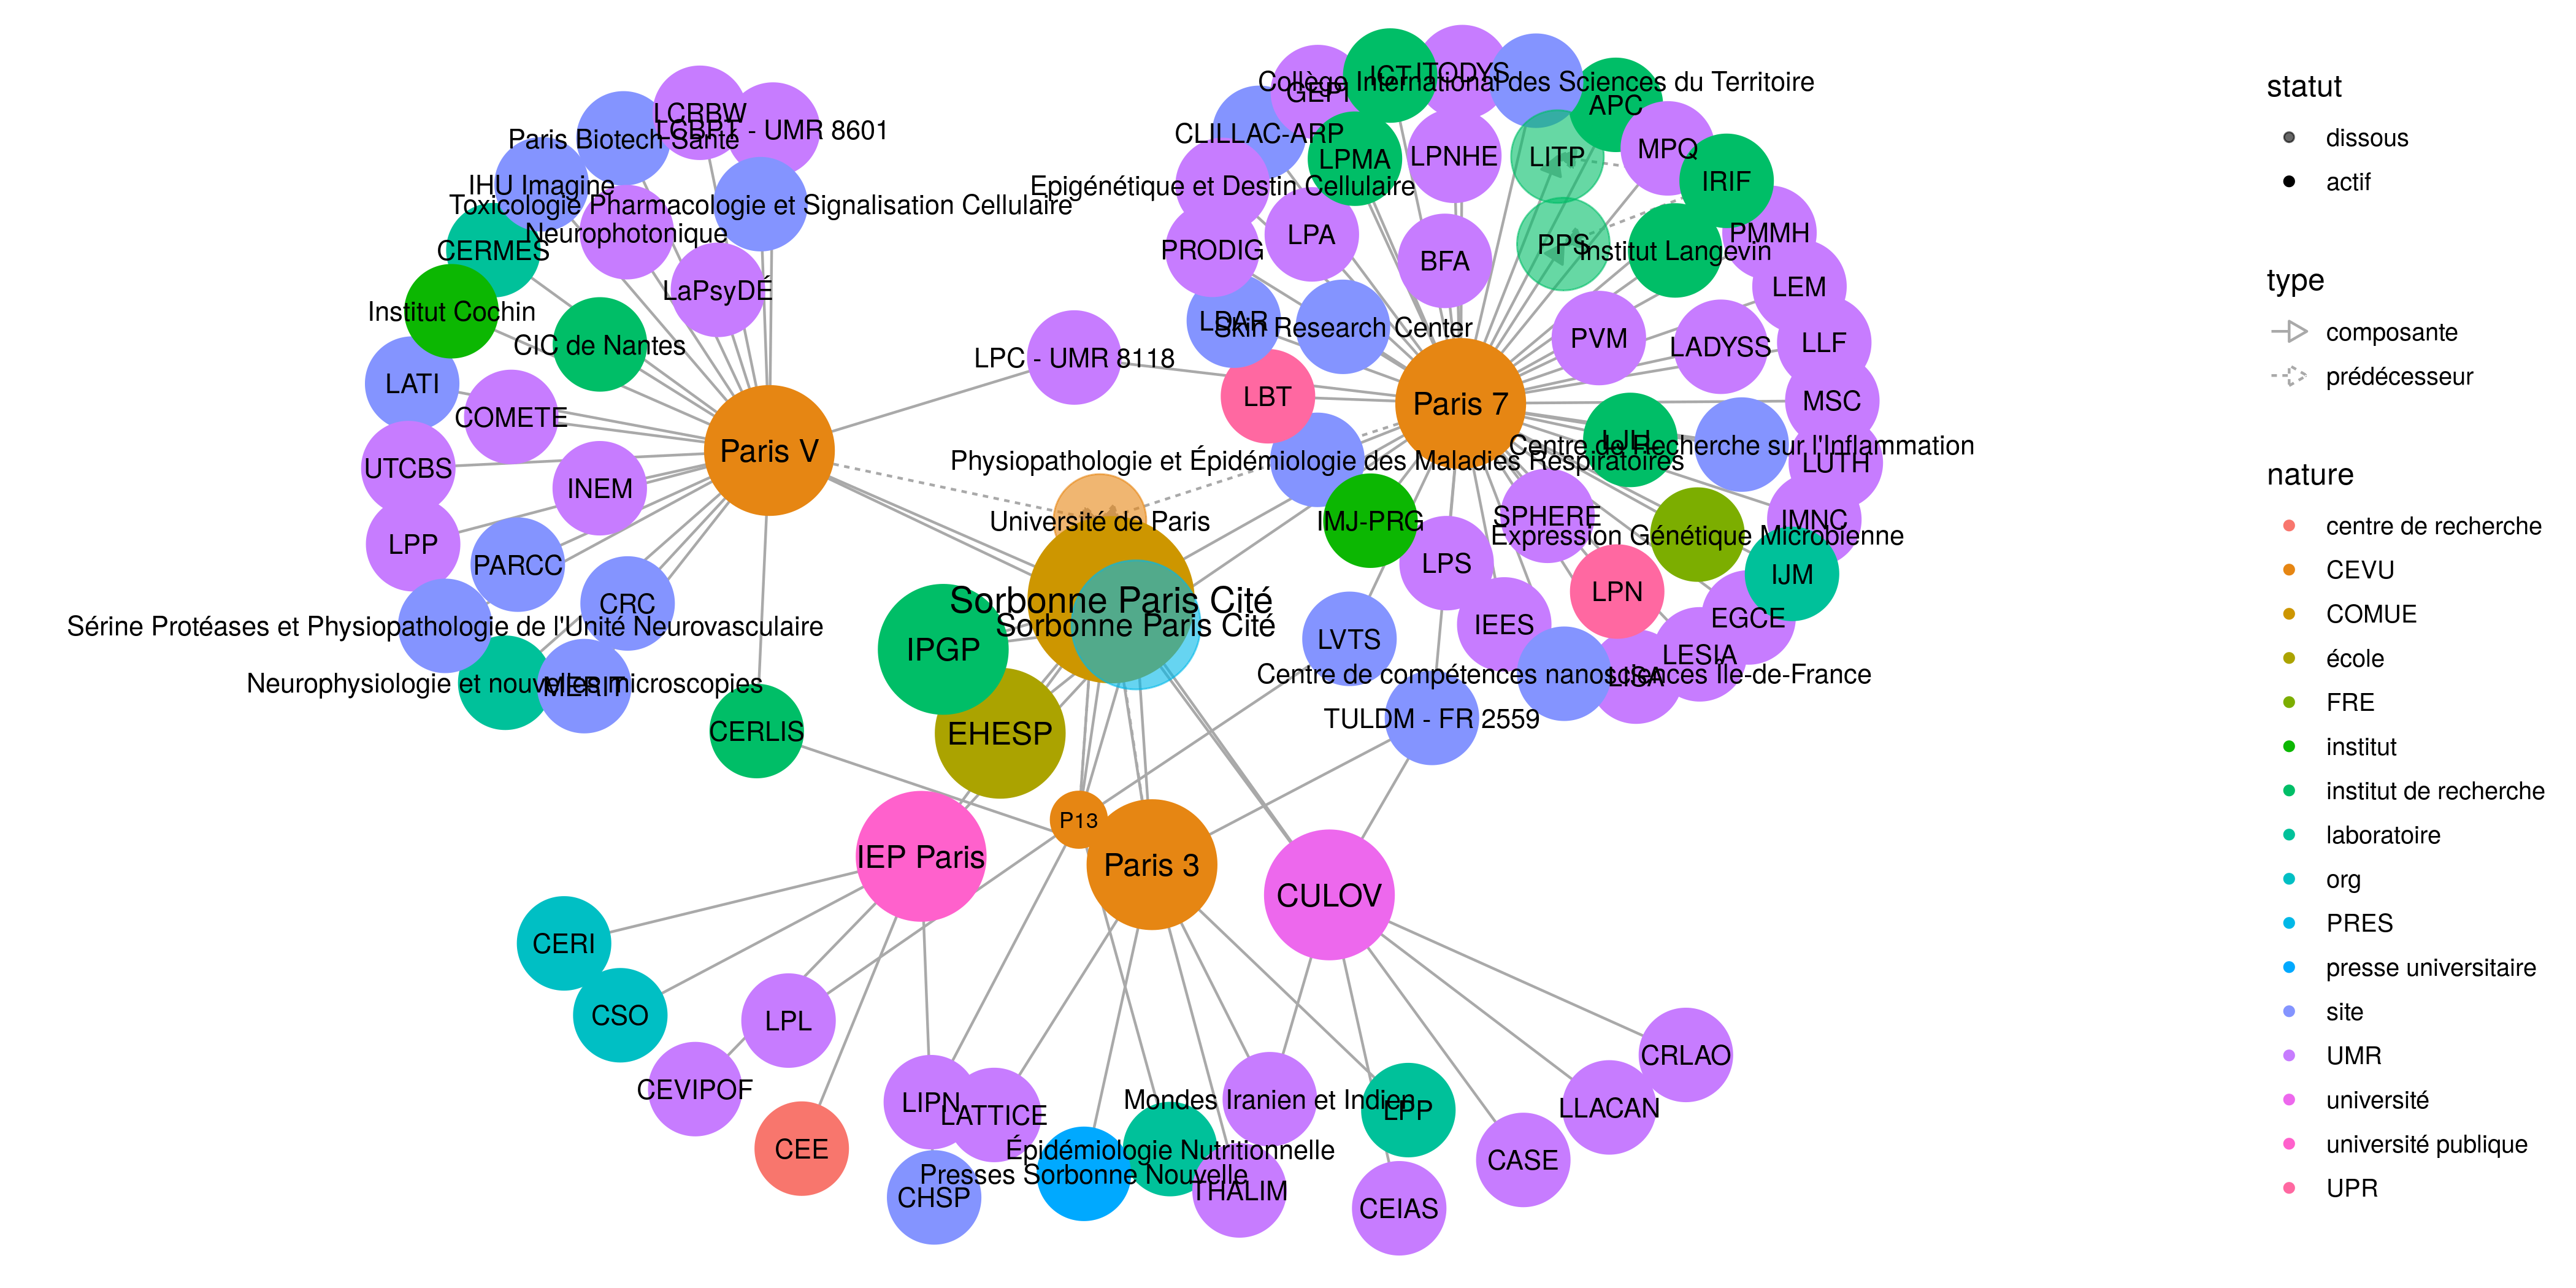 LCRBW
LCBPT - UMR 8601
Paris Biotech Santé
IHU Imagine
Toxicologie Pharmacologie et Signalisation Cellulaire
Neurophotonique
CERMES
LaPsyDÉ
Institut Cochin
CIC de Nantes
LATI
COMETE
Paris V
UTCBS
INEM
LPP
PARCC
CRC
Sérine Protéases et Physiopathologie de l'Unité Neurovasculaire
Neurophysiologie et nouvelles microscopies
MERIT
CERLIS
ICT
ITODYS
Collège International des Sciences du Territoire
GEPI
APC
CLILLAC-ARP
LPMA
LPNHE
LITP
MPQ
Epigénétique et Destin Cellulaire
IRIF
LPA
PRODIG
BFA
PPS
Institut Langevin
PMMH
LEM
LDAR
Skin Research Center
PVM
LADYSS
LLF
LPC - UMR 8118
LBT
Paris 7
MSC
LJH
Centre de Recherche sur l'Inflammation
LUTH
Physiopathologie et Épidémiologie des Maladies Respiratoires
Université de Paris
IMJ-PRG
SPHERE
IMNC
Expression Génétique Microbienne
LPS
LPN
IJM
Sorbonne Paris Cité
Sorbonne Paris Cité
IPGP
LVTS
IEES
EGCE
LESIA
Centre de compétences nanosciences Île-de-France
LISA
EHESP
TULDM - FR 2559
P13
IEP Paris
Paris 3
CULOV
CERI
CSO
LPL
CEVIPOF
CEE
LIPN
LATTICE
Mondes Iranien et Indien
LPP
CRLAO
LLACAN
Épidémiologie Nutritionnelle
Presses Sorbonne Nouvelle
CHSP
THALIM
CASE
CEIAS
statut
dissous
actif
type
composante
prédécesseur
nature
centre de recherche
CEVU
COMUE
école
FRE
institut
institut de recherche
laboratoire
org
PRES
presse universitaire
site
UMR
université
université publique
UPR